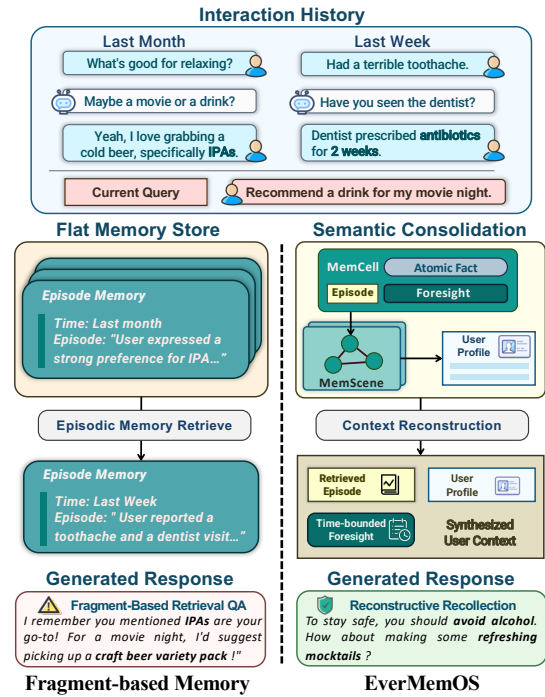 Interaction History
Last Month
What's good for relaxing?
Maybe a movie or a drink?
Yeah, I love grabbing a
cold beer, specifically IPAs.
Last Week
Had a terrible toothache.
Have you seen the dentist?
Dentist prescribed antibiotics
for 2 weeks.
Current Query
Recommend a drink for my movie night.
Flat Memory Store
Episode Memory
Time: Last month
Episode: "User expressed a
strong preference for IPA…"
Episodic Memory Retrieve
Episode Memory
Time: Last Week
Episode: " User reported a
toothache and a dentist visit…"
Generated Response
Fragment-Based Retrieval QA
I remember you mentioned IPAs are your
go-to! For a movie night, I'd suggest
picking up a craft beer variety pack !"
Fragment-based Memory
Semantic Consolidation
MemCell
Atomic Fact
Episode
Foresight
MemScene
User
Profile
Context Reconstruction
Retrieved
Episode
User
Profile
Time-bounded
Foresight
Synthesized
User Context
Generated Response
Reconstructive Recollection
To stay safe, you should avoid alcohol.
How about making some refreshing
mocktails ?
EverMemOS